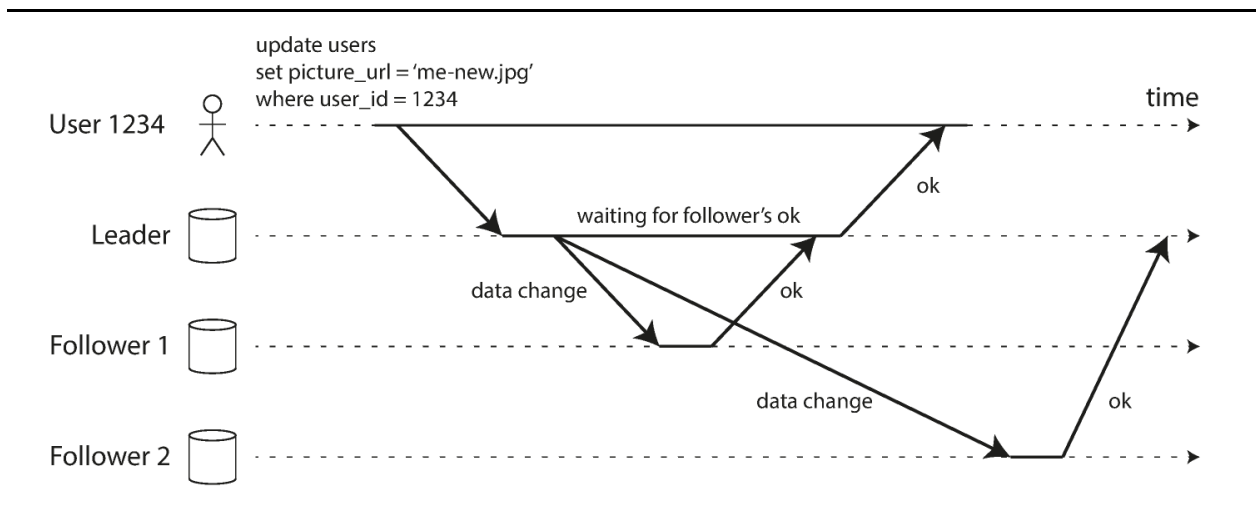 update users
set picture_url = ‘me-new.jpg’
where user_id = 1234
time
User 1234
ok
waiting for follower’s ok
Leader
data change
ok
Follower 1
data change
ok
Follower 2